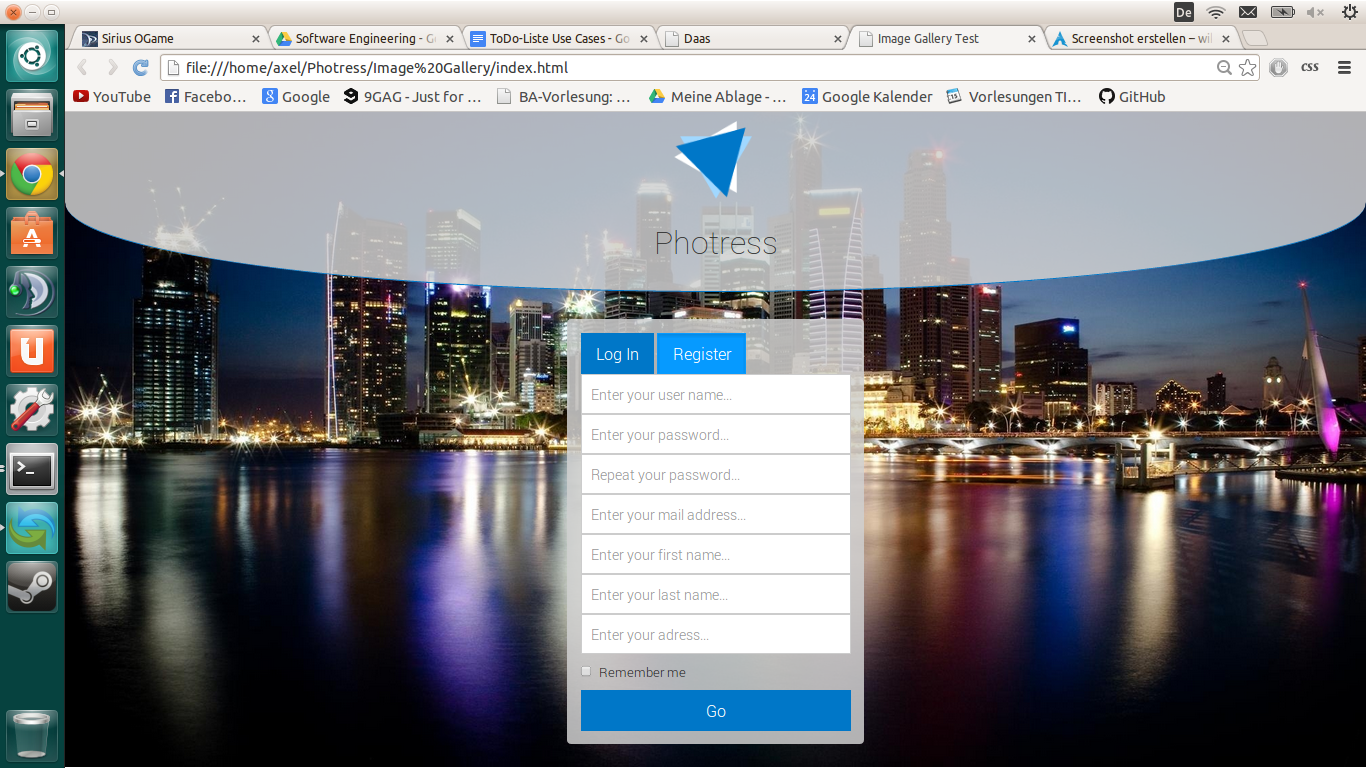 De
Sirius OGame
Software Engineering - Go
ToDo-Liste Use Cases - Go
Daas
Image Gallery Test
Screenshot erstellen – wi
file:///home/axel/Photress/Image%20Gallery/index.html
css
YouTube
Facebo…
Google
9GAG - Just for …
BA-Vorlesung: …
Meine Ablage - …
24
Google Kalender
Vorlesungen TI…
GitHub
Photress
Log In
Register
Enter your user name...
Enter your password...
Repeat your password...
Enter your mail address...
Enter your first name...
Enter your last name...
Enter your adress...
Remember me
Go